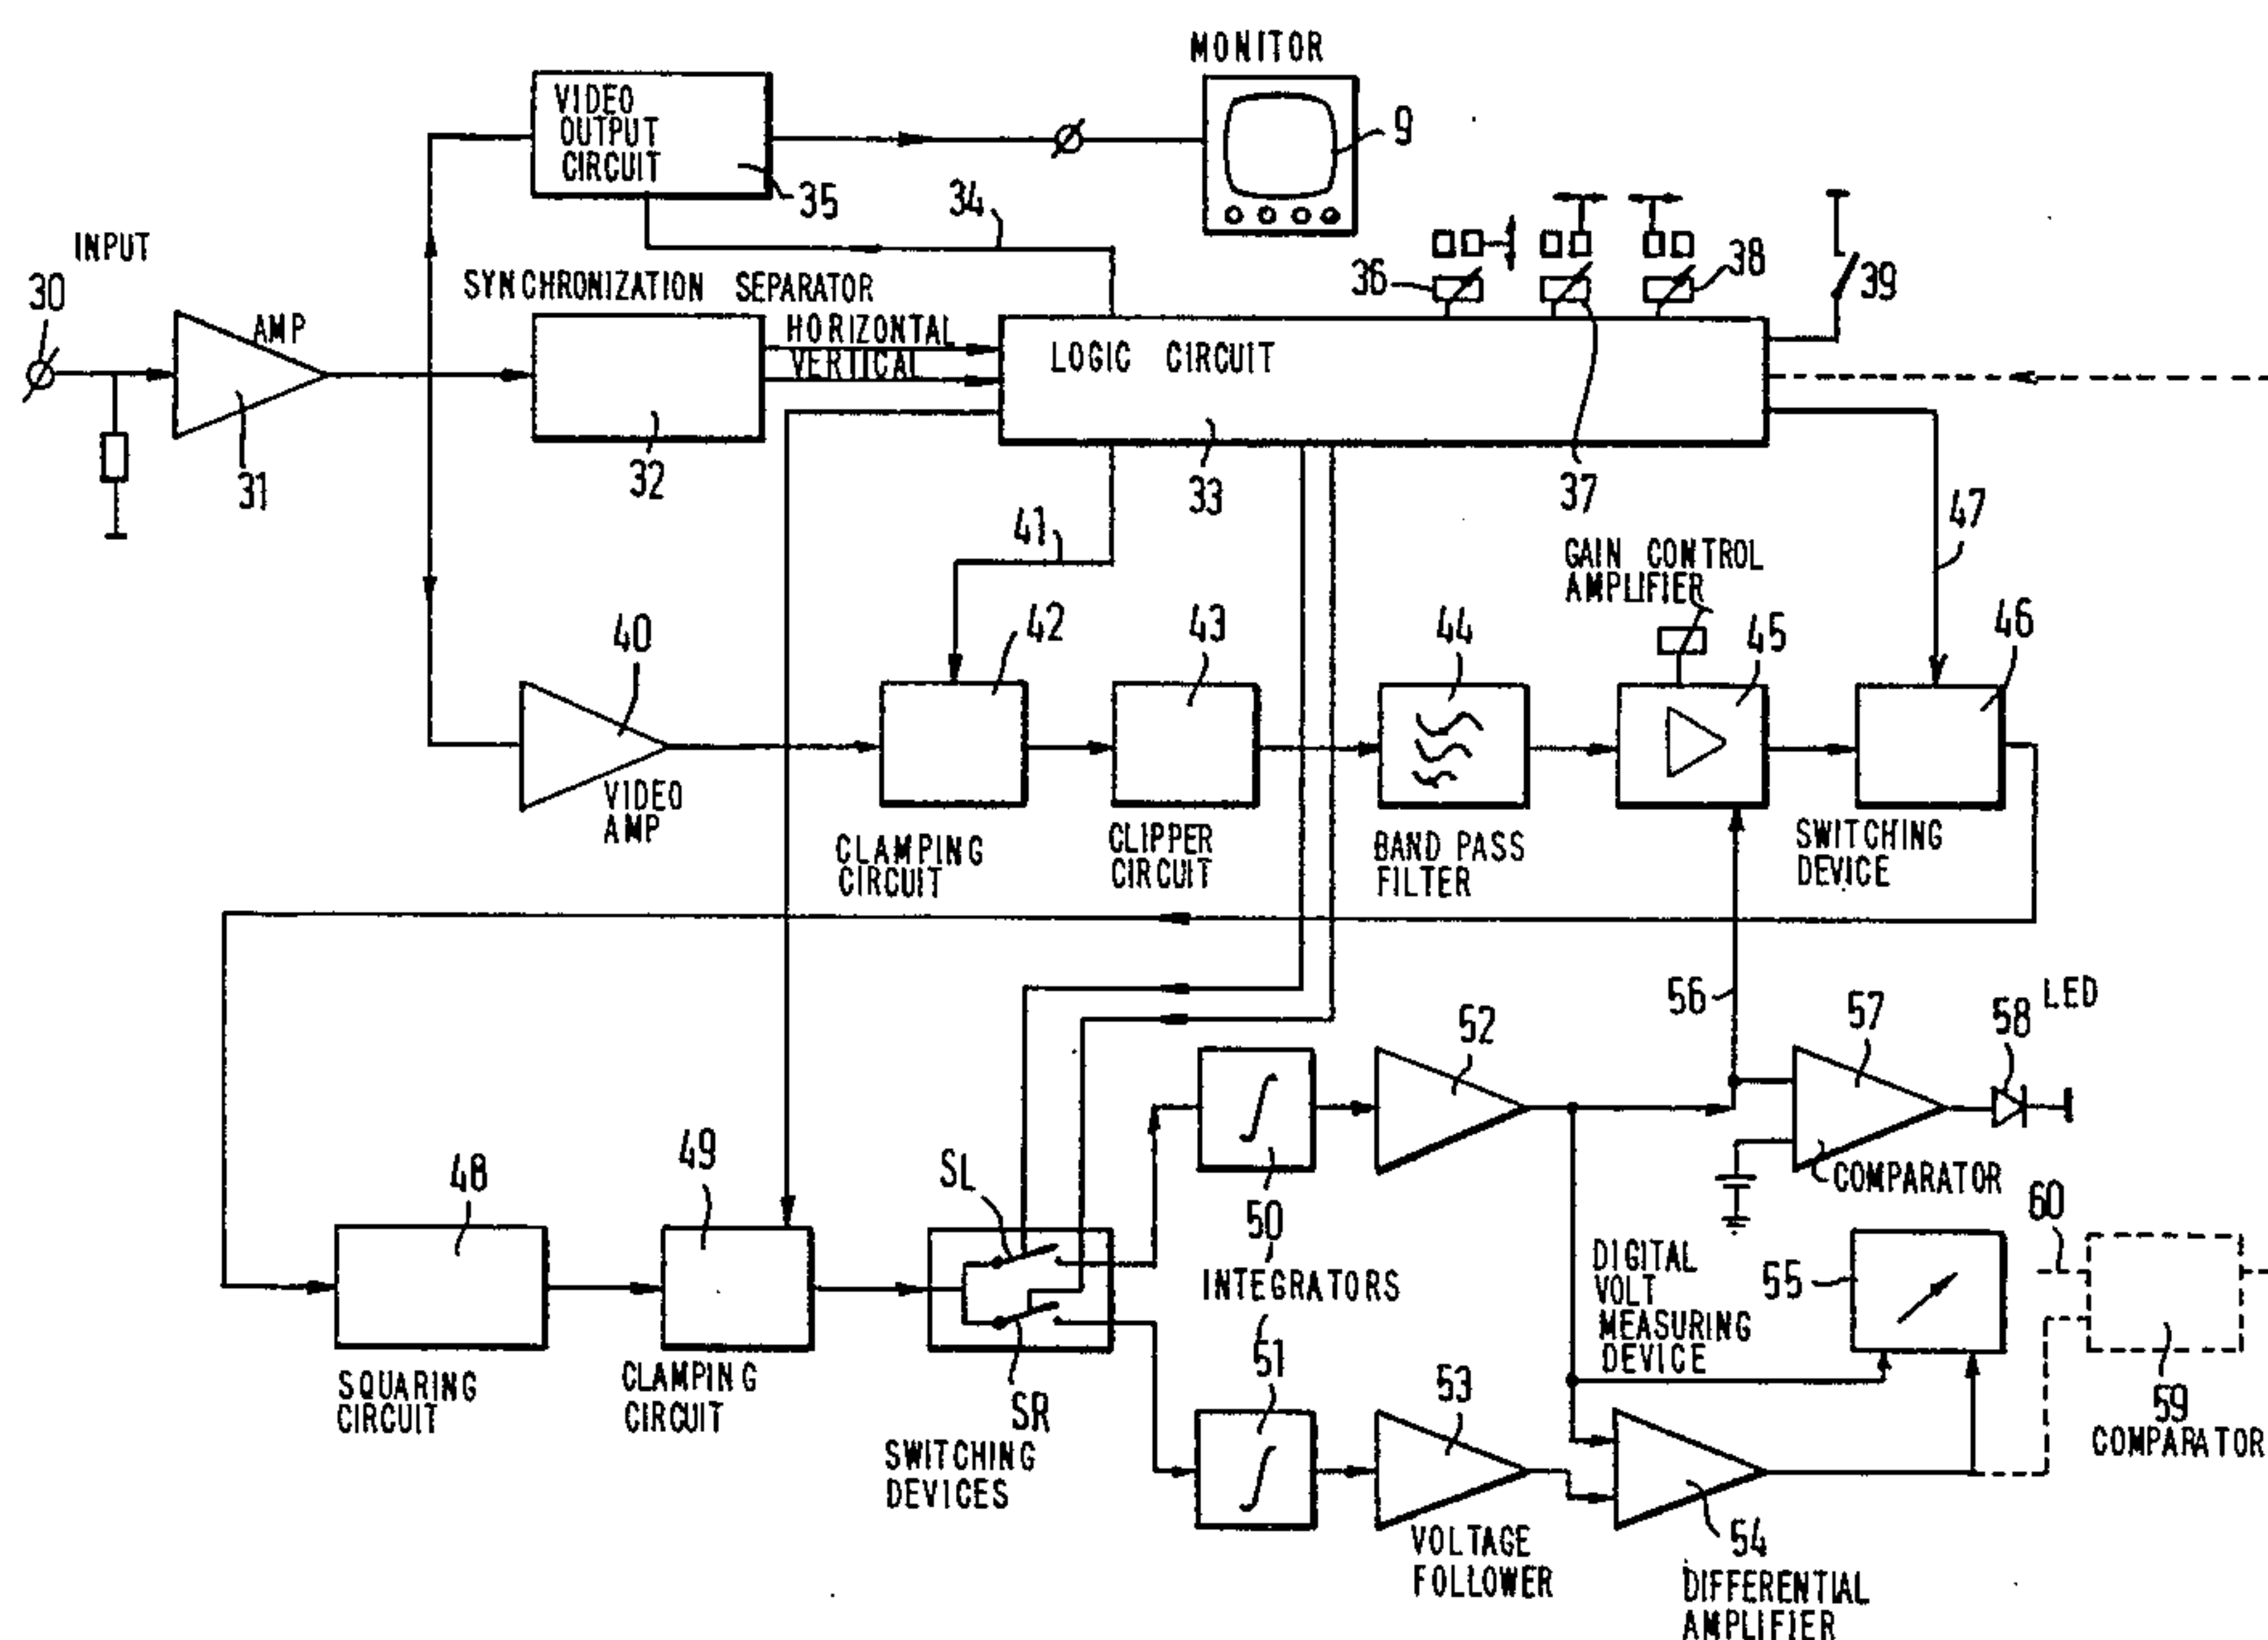 MONITOR
VIDEO
OUTPUT
CIRCUIT
9
35
34
INPUT
30
SYNCHRONIZATION SEPARATOR
36
38
39
AMP
HORIZONTAL
VERTICAL
LOGIC CIRCUIT
31
32
33
37
41
47
GAIN CONTROL
AMPLIFIER
40
42
43
44
45
46
VIDEO
AMP
CLAMPING
CIRCUIT
CLIPPER
CIRCUIT
BAND PASS
FILTER
SWITCHING
DEVICE
56
52
57
58
LED
48
49
SL
50
INTEGRATORS
COMPARATOR
60
DIGITAL
VOLT
MEASURING
DEVICE
55
51
53
59
COMPARATOR
SQUARING
CIRCUIT
CLAMPING
CIRCUIT
SR
SWITCHING
DEVICES
VOLTAGE
FOLLOWER
54
DIFFERENTIAL
AMPLIFIER